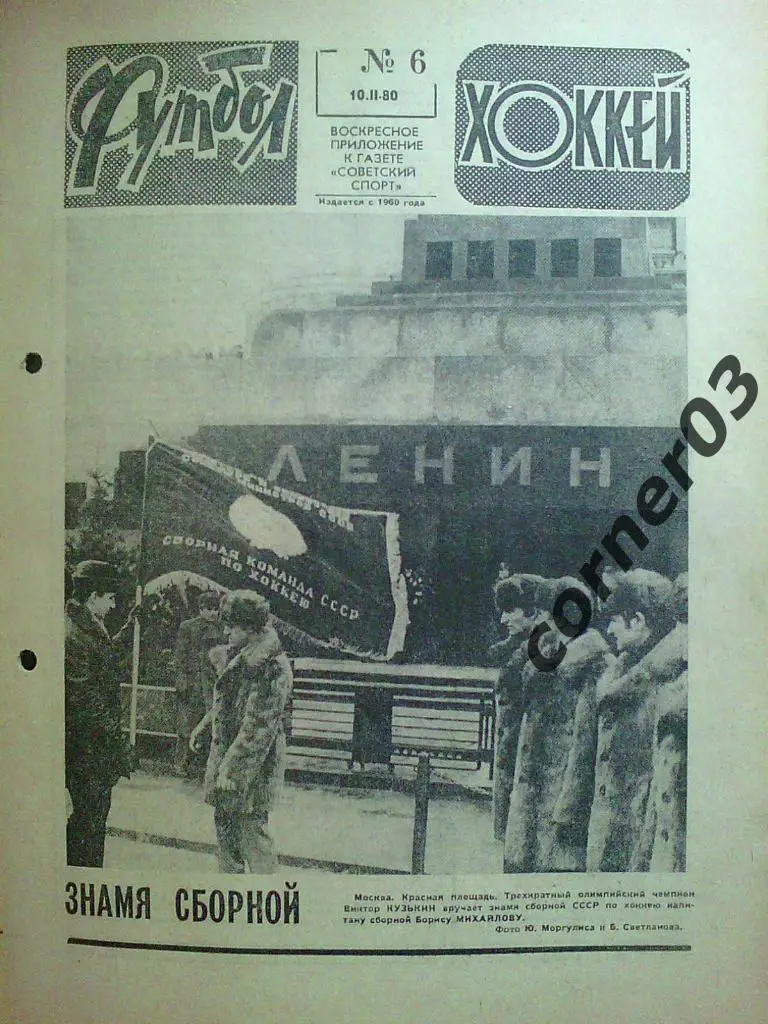 Футбол
№ 6
10.II-80
ВОСКРЕСНОЕ
ПРИЛОЖЕНИЕ
К ГАЗЕТЕ
«СОВЕТСКИЙ
СПОРТ»
Издается с 1960 года
ХОККЕЙ
ЛЕНИН
СБОРНАЯ КОМАНДА СССР
ПО ХОККЕЮ
corner03
ЗНАМЯ СБОРНОЙ
Москва. Красная площадь. Трехкратный олимпийский чемпион
Виктор КУЗЬКИН вручает знамя сборной СССР по хоккею капи-
тану сборной Борису МИХАЙЛОВУ.
Фото Ю. Моргулиса и Б. Светланова.